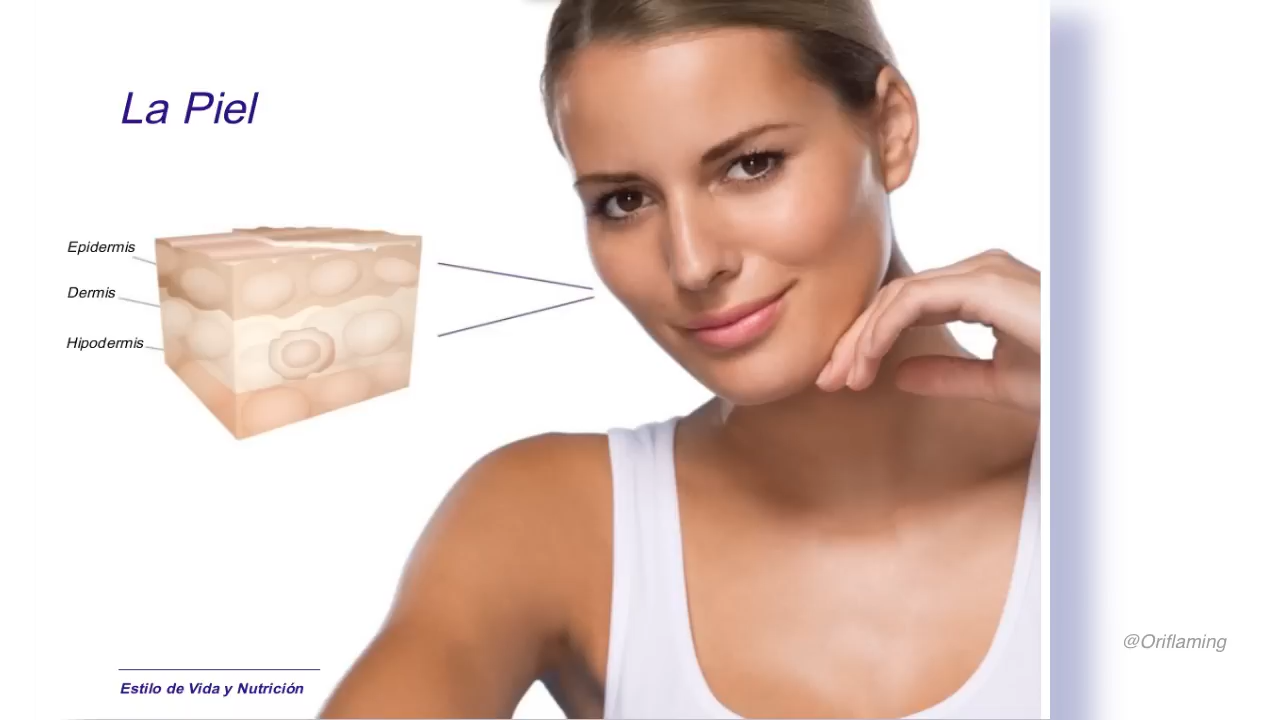 La Piel
Epidermis
Dermis
Hipodermis
Estilo de Vida y Nutrición
@Oriflaming